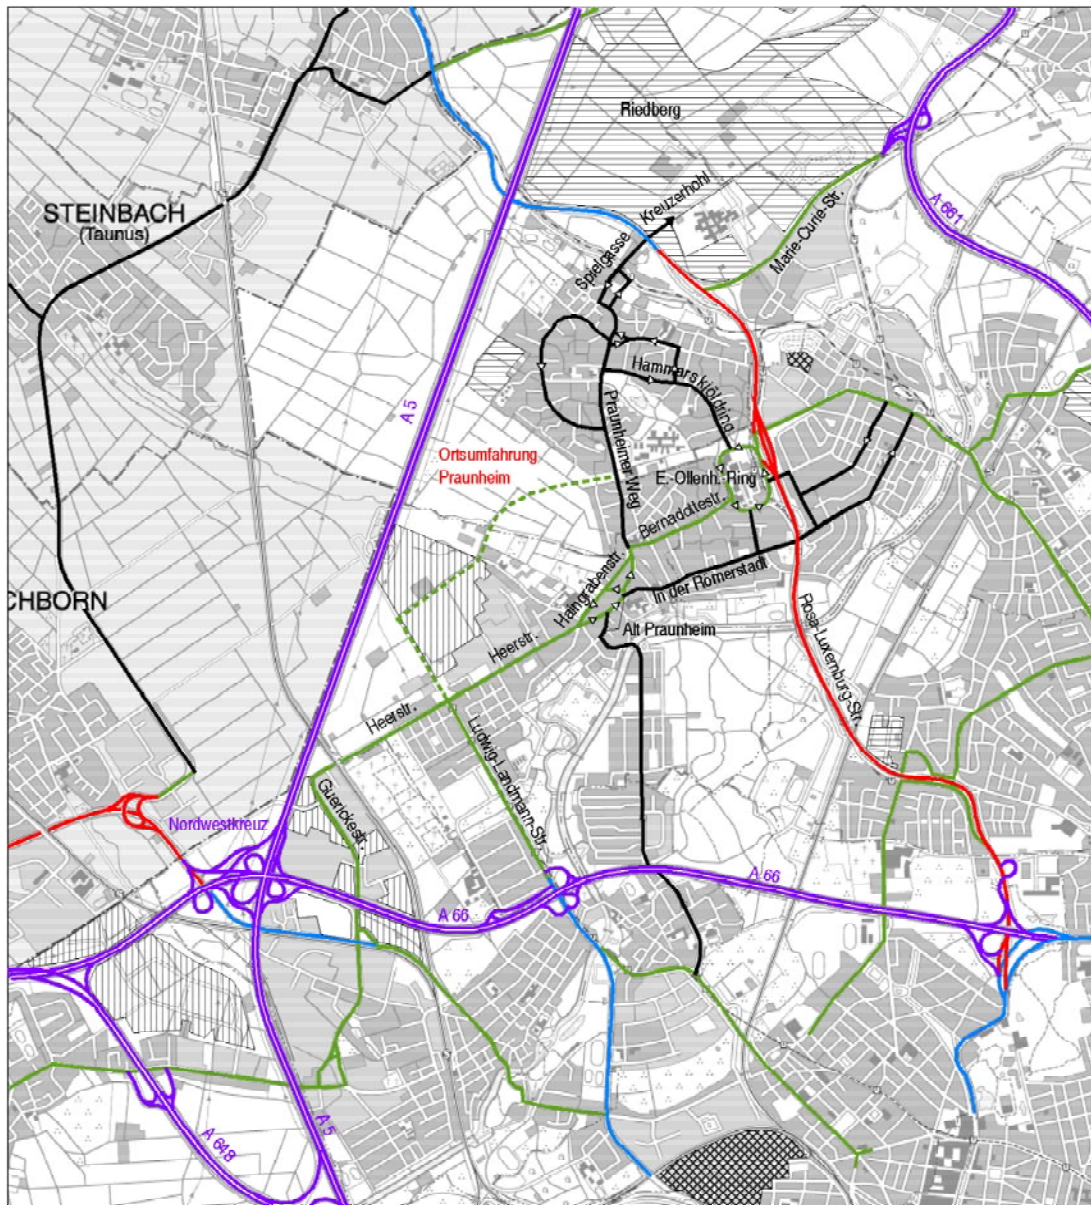 Riedberg
STEINBACH
(Taunus)
Kreuzerhohl
Spielgasse
Marie-Curie-Str.
A 661
A 5
Hammarskjöldring
Praunheimer Weg
Ortsumfahrung
Praunheim
E.-Ollenh.-Ring
Bernadottestr.
Haingrabenstr.
In der Römerstadt
CHBORN
Alt Praunheim
Heerstr.
Rosa-Luxemburg-Str.
Heerstr.
Ludwig-Landmann-Str.
Guerickestr.
Nordwestkreuz
A 66
A 66
A 648
A 5